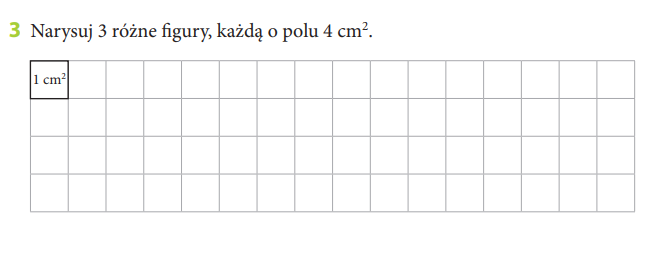 3 Narysuj 3 różne figury, każdą o polu 4 cm².
1 cm²